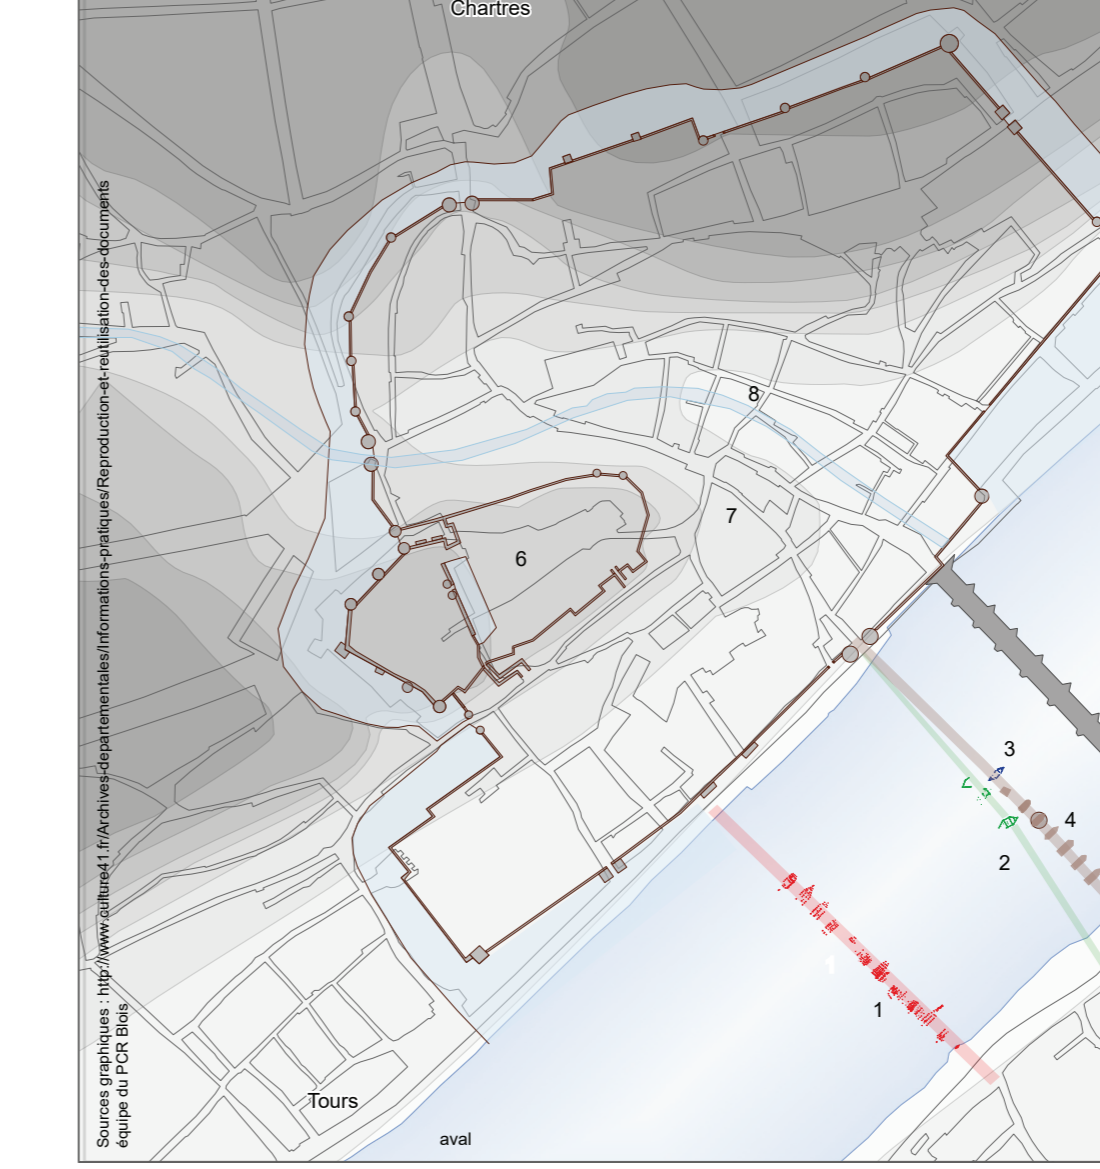 Chartres
8
7
6
3
4
2
1
1
Tours
aval
Sources graphiques : http://www.culture41.fr/Archives-departementales/Informations-pratiques/Reproduction-et-reutilisation-des-documents
équipe du PCR Blois